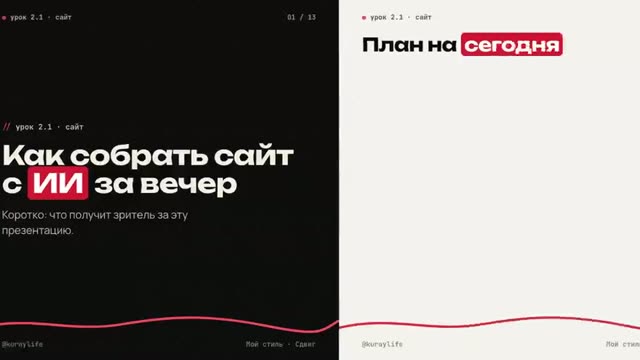 урок 2.1 · сайт
01 / 13
// урок 2.1 · сайт
Как собрать сайт
с ИИ за вечер
Коротко: что получит зритель за эту
презентацию.
@kuraylife
Мой стиль · Сдвиг
урок 2.1 · сайт
План на сегодня
@kuraylife
Мой